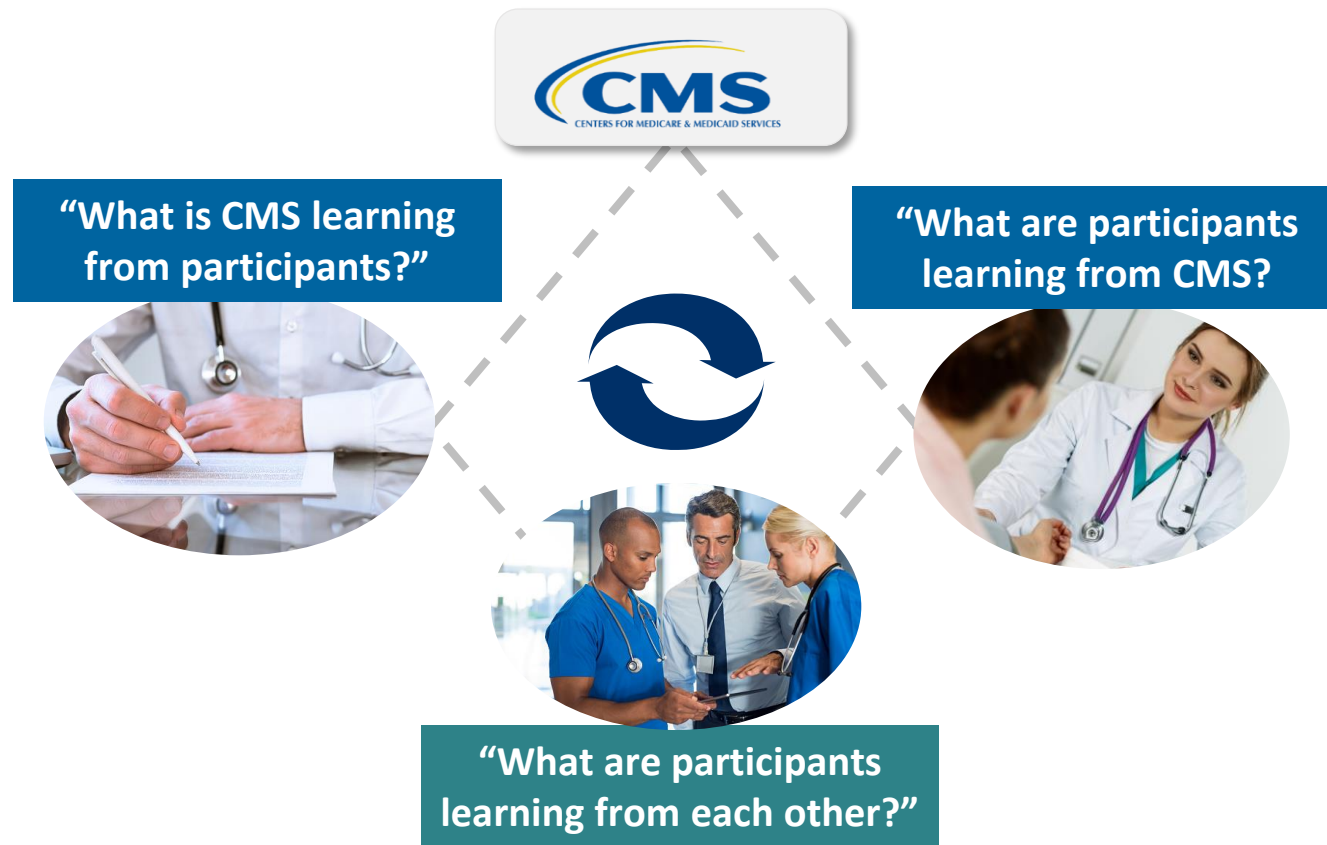 CMS
CENTERS FOR MEDICARE & MEDICAID SERVICES
“What is CMS learning
from participants?”
“What are participants
learning from CMS?
“What are participants
learning from each other?”